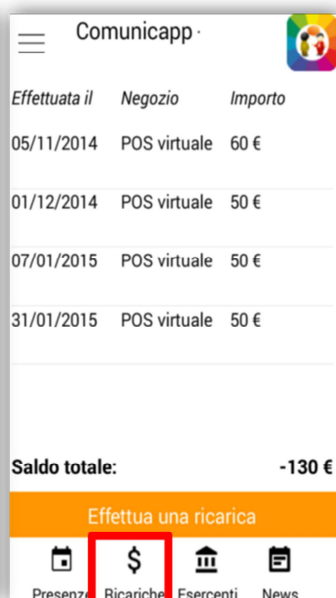 Comunicapp
Effettuata il Negozio Importo
05/11/2014 POS virtuale 60 €
01/12/2014 POS virtuale 50 €
07/01/2015 POS virtuale 50 €
31/01/2015 POS virtuale 50 €
Saldo totale: -130 €
Effettua una ricarica
Presenze Ricariche Esercenti News